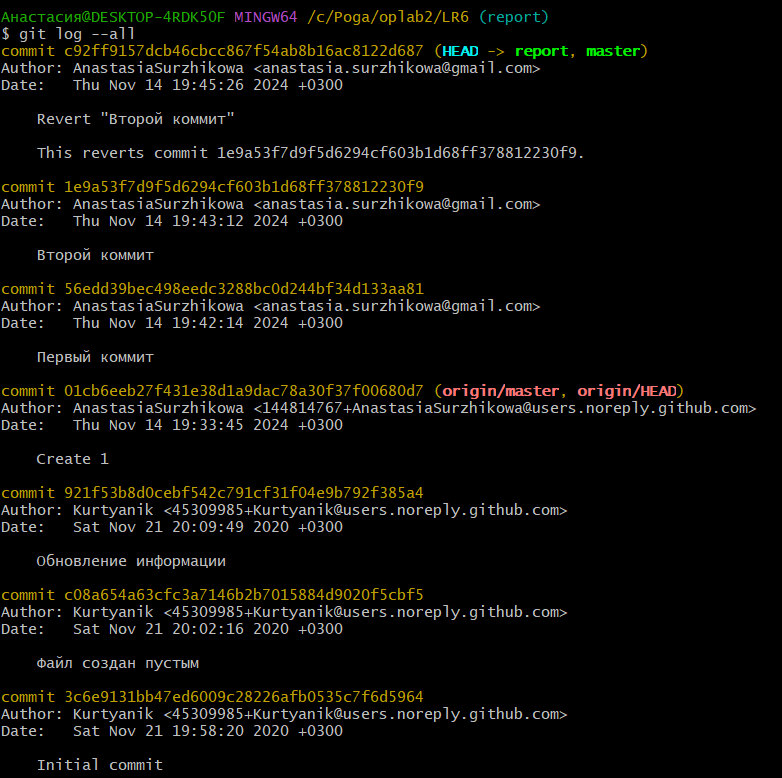 Анастасия@DESKTOP-4RDK50F MINGW64 /c/Poga/oplab2/LR6 (report)
$ git log --all
commit c92ff9157dcb46cbcc867f54ab8b16ac8122d687 (HEAD -> report, master)
Author: AnastasiaSurzhikowa <anastasia.surzhikowa@gmail.com>
Date:   Thu Nov 14 19:45:26 2024 +0300
    Revert "Второй коммит"
    This reverts commit 1e9a53f7d9f5d6294cf603b1d68ff378812230f9.
commit 1e9a53f7d9f5d6294cf603b1d68ff378812230f9
Author: AnastasiaSurzhikowa <anastasia.surzhikowa@gmail.com>
Date:   Thu Nov 14 19:43:12 2024 +0300
    Второй коммит
commit 56edd39bec498eedc3288bc0d244bf34d133aa81
Author: AnastasiaSurzhikowa <anastasia.surzhikowa@gmail.com>
Date:   Thu Nov 14 19:42:14 2024 +0300
    Первый коммит
commit 01cb6eeb27f431e38d1a9dac78a30f37f00680d7 (origin/master, origin/HEAD)
Author: AnastasiaSurzhikowa <144814767+AnastasiaSurzhikowa@users.noreply.github.com>
Date:   Thu Nov 14 19:33:45 2024 +0300
    Create 1
commit 921f53b8d0cebf542c791cf31f04e9b792f385a4
Author: Kurtyanik <45309985+Kurtyanik@users.noreply.github.com>
Date:   Sat Nov 21 20:09:49 2020 +0300
    Обновление информации
commit c08a654a63cfc3a7146b2b7015884d9020f5cbf5
Author: Kurtyanik <45309985+Kurtyanik@users.noreply.github.com>
Date:   Sat Nov 21 20:02:16 2020 +0300
    Файл создан пустым
commit 3c6e9131bb47ed6009c28226afb0535c7f6d5964
Author: Kurtyanik <45309985+Kurtyanik@users.noreply.github.com>
Date:   Sat Nov 21 19:58:20 2020 +0300
    Initial commit